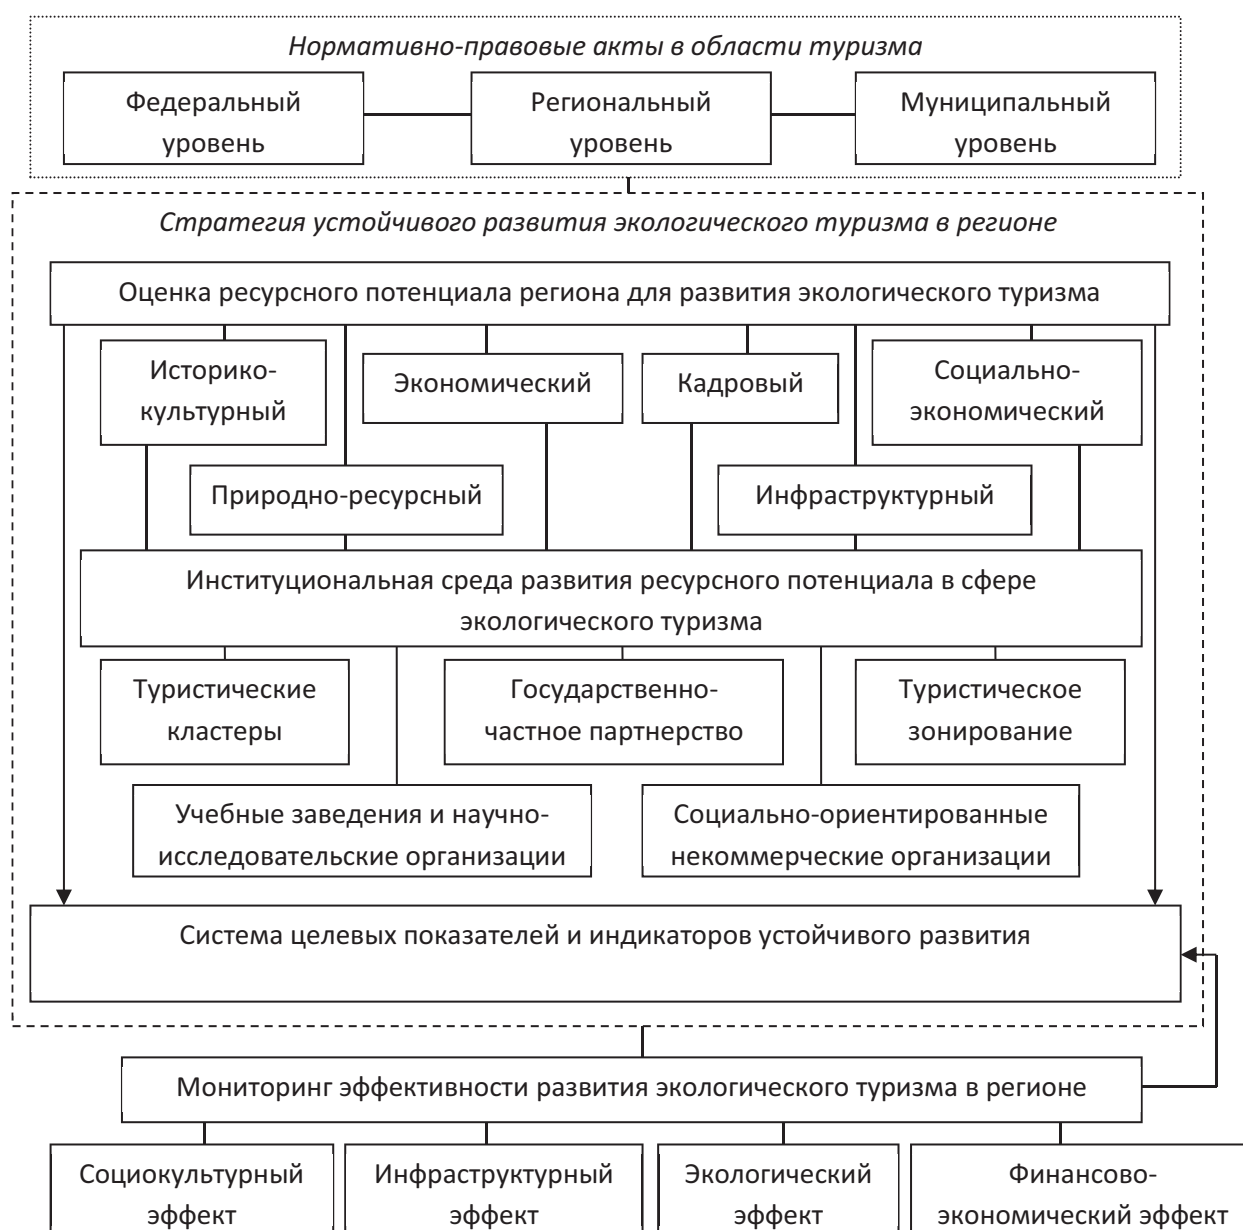 Нормативно-правовые акты в области туризма
Федеральный
уровень
Региональный
уровень
Муниципальный
уровень
Стратегия устойчивого развития экологического туризма в регионе
Оценка ресурсного потенциала региона для развития экологического туризма
Историко-
культурный
Экономический
Кадровый
Социально-
экономический
Природно-ресурсный
Инфраструктурный
Институциональная среда развития ресурсного потенциала в сфере
экологического туризма
Туристические
кластеры
Государственно-
частное партнерство
Туристическое
зонирование
Учебные заведения и научно-
исследовательские организации
Социально-ориентированные
некоммерческие организации
Система целевых показателей и индикаторов устойчивого развития
Мониторинг эффективности развития экологического туризма в регионе
Социокультурный
эффект
Инфраструктурный
эффект
Экологический
эффект
Финансово-
экономический эффект